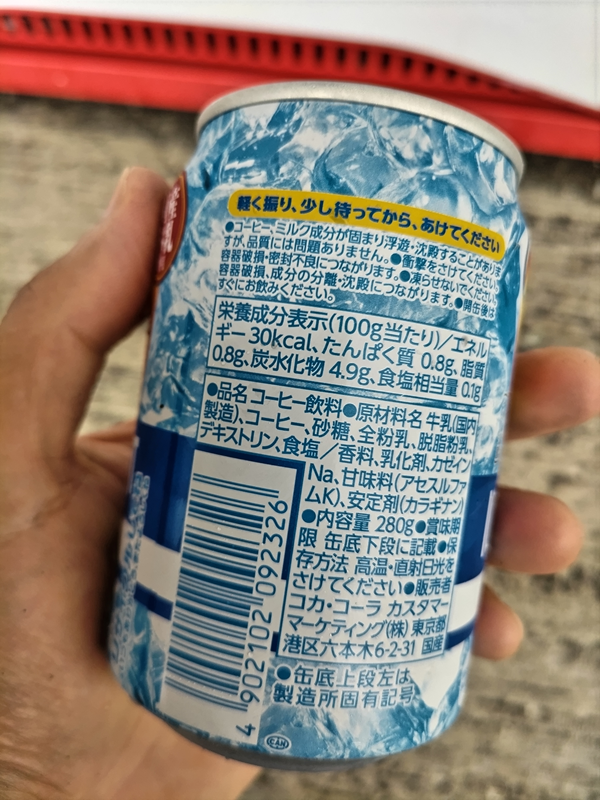 軽く振り、少し待ってから、あけてください
●コーヒー、ミルク成分が固まり浮遊・沈殿することがありま
すが、品質には問題ありません。●衝撃をさけてください。
容器破損・密封不良につながります。●凍らせないでください。
容器破損、成分の分離・沈殿につながります。●開缶後は
すぐにお飲みください。
栄養成分表示(100g当たり)/エネル
ギー 30kcal、たんぱく質 0.8g、脂質
0.8g、炭水化物 4.9g、食塩相当量 0.1g
●品名 コーヒー飲料●原材料名 牛乳(国内
製造)、コーヒー、砂糖、全粉乳、脱脂粉乳、
デキストリン、食塩/香料、乳化剤、カゼイン
Na、甘味料(アセスルファ
ムK)、安定剤(カラギナン)
●内容量 280g●賞味期
限 缶底下段に記載●保
存方法 高温・直射日光を
さけてください●販売者
コカ・コーラ カスタマー
マーケティング(株) 東京都
港区六本木6-2-31 国産
●缶底上段左は
製造所固有記号
4 902102 092326
CAN